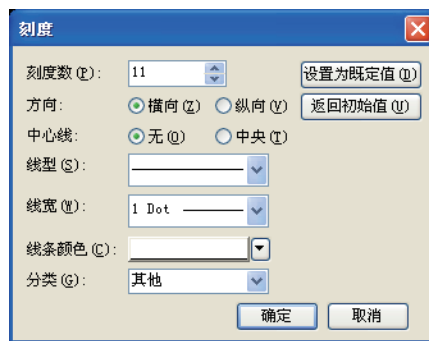 刻度
刻度数(P): 11 设置为既定值(D)
方向: 横向(Z) 纵向(V) 返回初始值(U)
中心线: 无(O) 中央(T)
线型(S):
线宽(W): 1 Dot
线条颜色(C):
分类(G): 其他
确定 取消